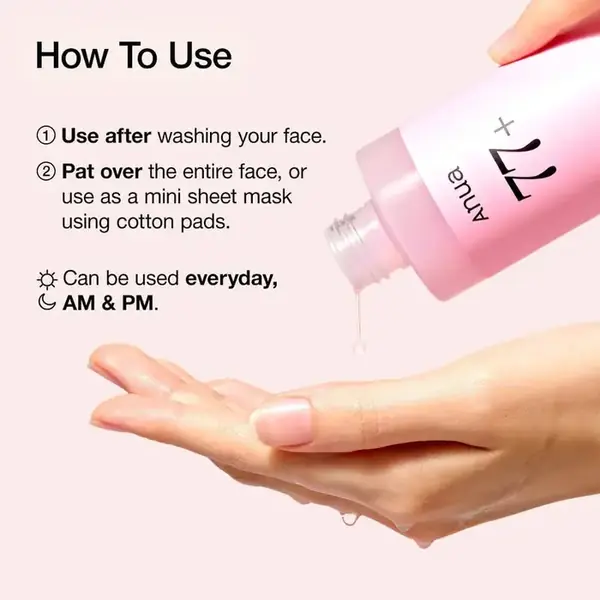 How To Use
① Use after washing your face.
② Pat over the entire face, or
use as a mini sheet mask
using cotton pads.
Can be used everyday,
AM & PM.
Anua
77+